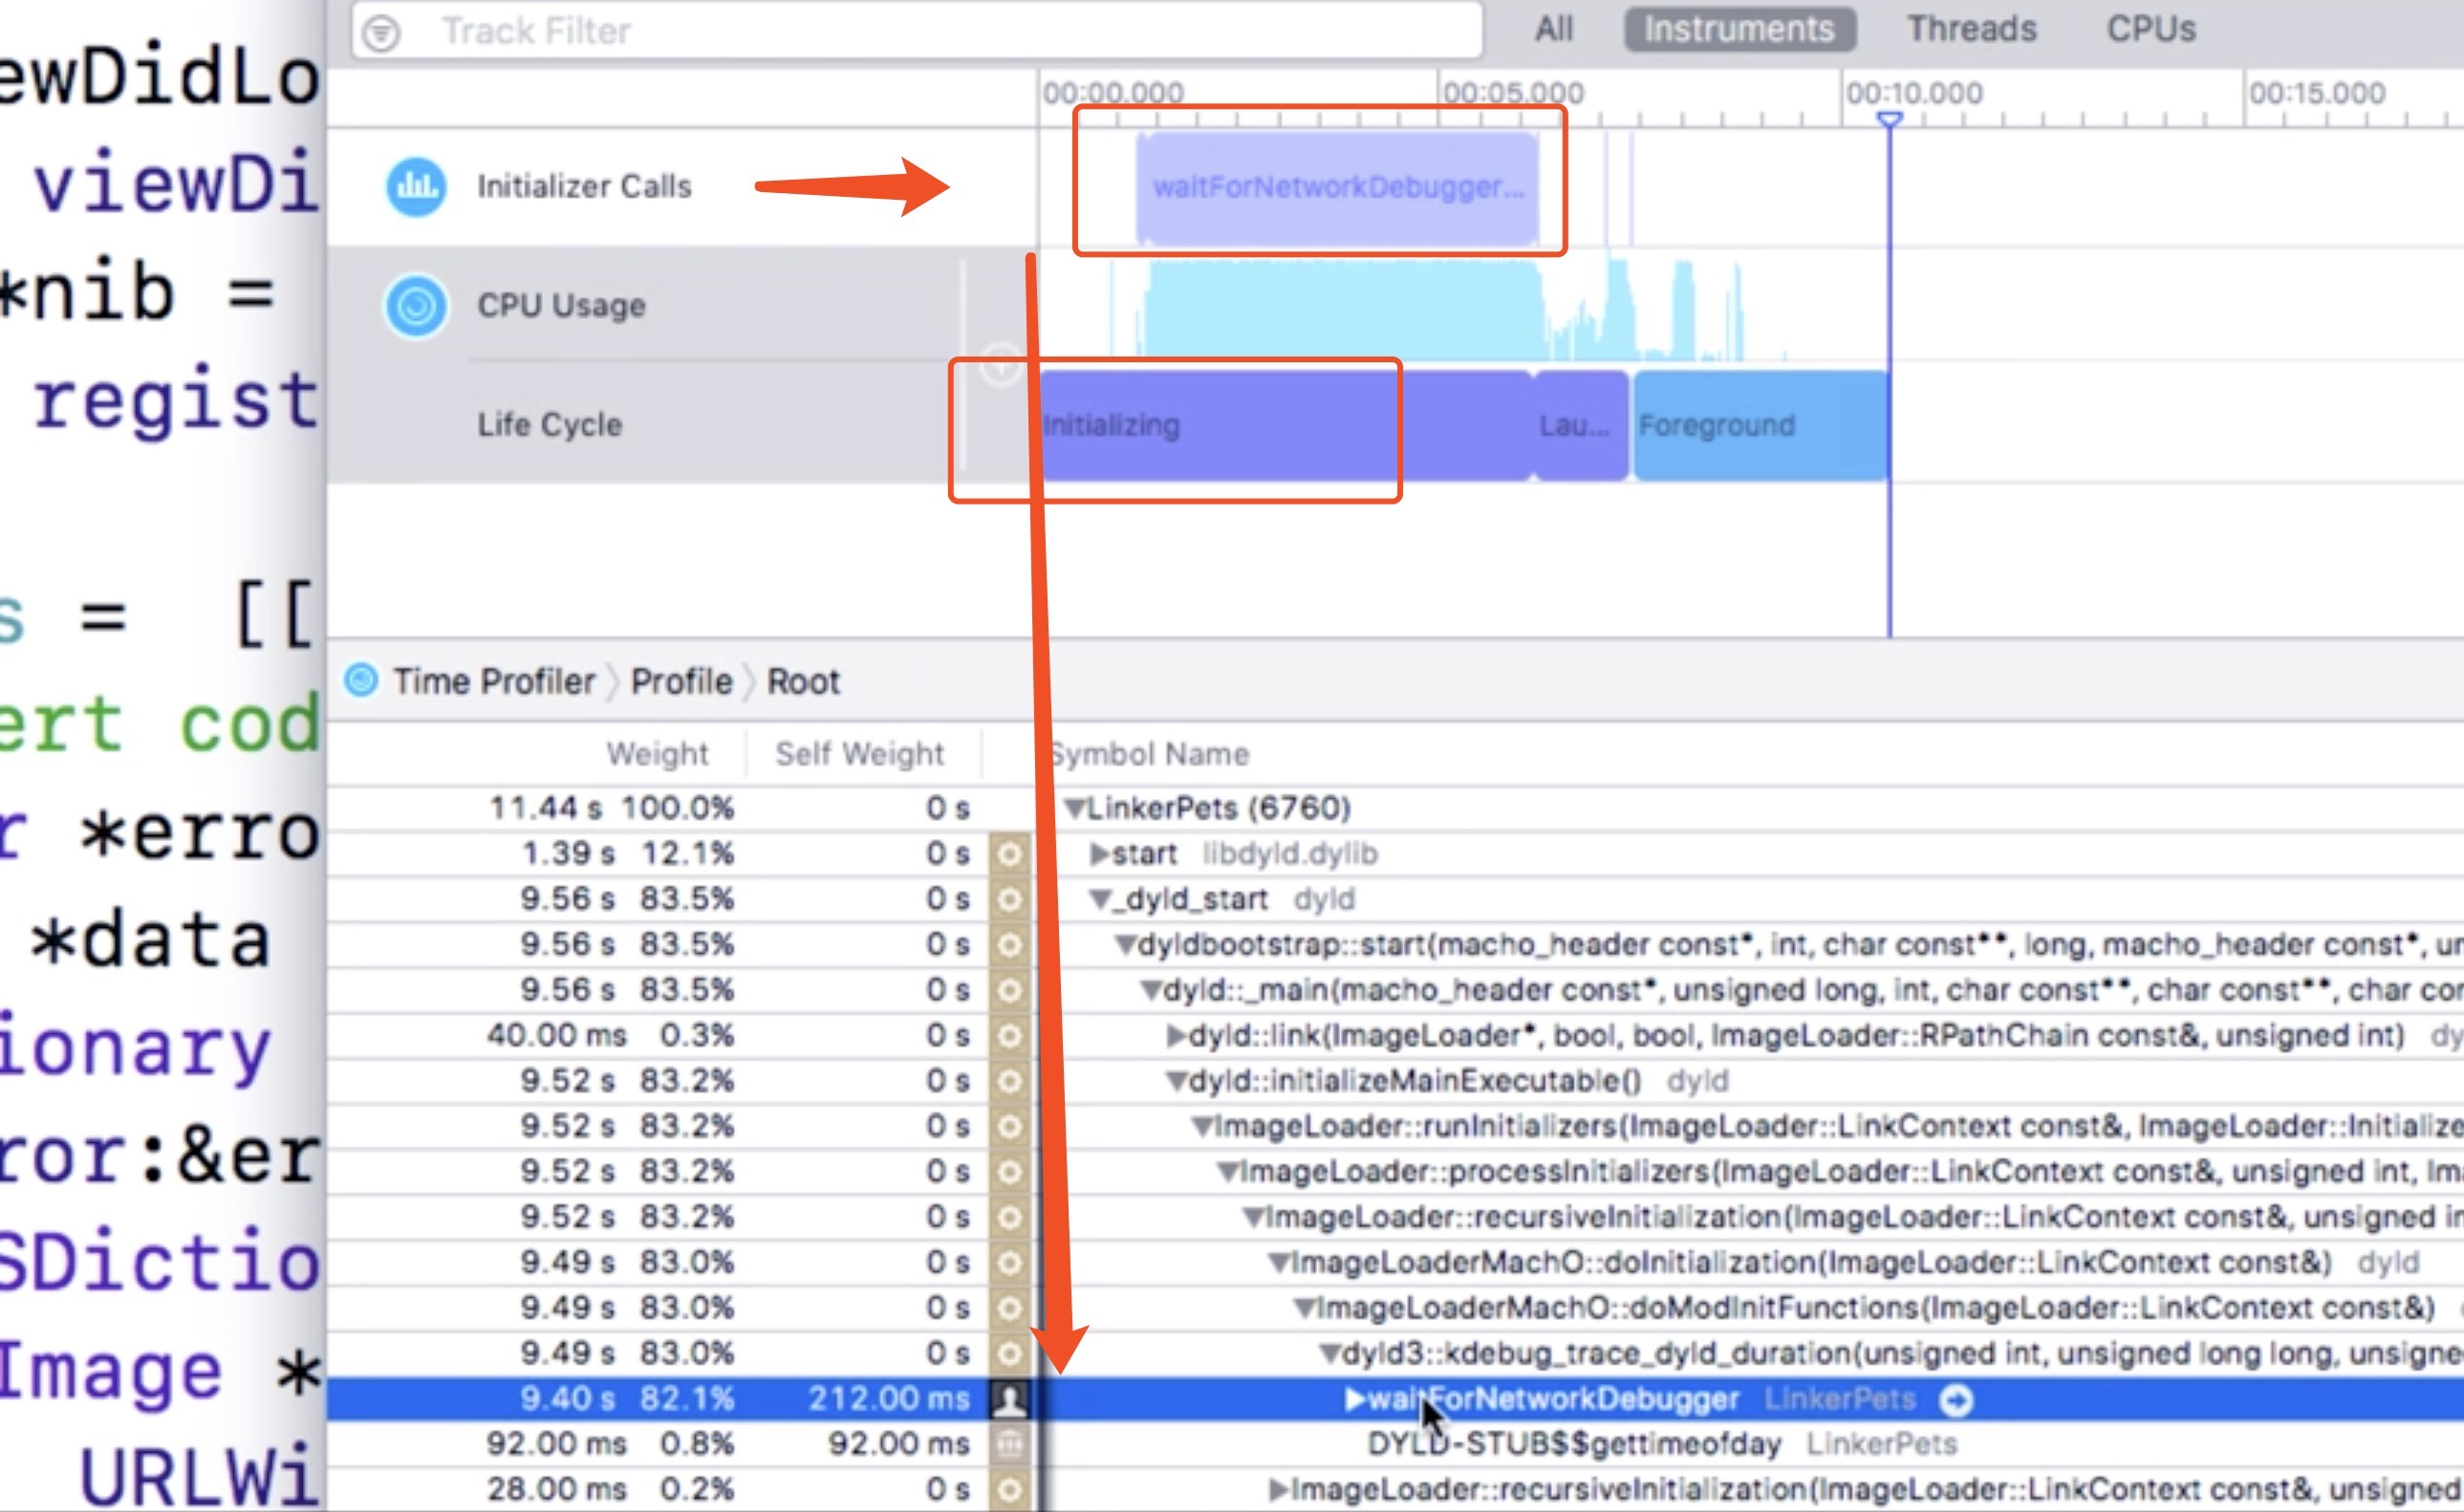 ewDidLo
viewDi
*nib =
regist
s = [[
ert cod
r *erro
*data
ionary
ror:&er
SDictio
Image *
URLWi
Track Filter
All Instruments Threads CPUs
00:00.000 00:05.000 00:10.000 00:15.000
Initializer Calls waitForNetworkDebugger...
CPU Usage
Life Cycle Initializing Lau... Foreground
Time Profiler Profile Root
Weight Self Weight Symbol Name
11.44 s 100.0% 0 s LinkerPets (6760)
1.39 s 12.1% 0 s start libdyld.dylib
9.56 s 83.5% 0 s _dyld_start dyld
9.56 s 83.5% 0 s dyldbootstrap::start(macho_header const*, int, char const**, long, macho_header const*, un
9.56 s 83.5% 0 s dyld::_main(macho_header const*, unsigned long, int, char const**, char const**, char con
40.00 ms 0.3% 0 s dyld::link(ImageLoader*, bool, bool, ImageLoader::RPathChain const&, unsigned int) dy
9.52 s 83.2% 0 s dyld::initializeMainExecutable() dyld
9.52 s 83.2% 0 s ImageLoader::runInitializers(ImageLoader::LinkContext const&, ImageLoader::Initialize
9.52 s 83.2% 0 s ImageLoader::processInitializers(ImageLoader::LinkContext const&, unsigned int, Im
9.52 s 83.2% 0 s ImageLoader::recursiveInitialization(ImageLoader::LinkContext const&, unsigned in
9.49 s 83.0% 0 s ImageLoaderMachO::doInitialization(ImageLoader::LinkContext const&) dyld
9.49 s 83.0% 0 s ImageLoaderMachO::doModInitFunctions(ImageLoader::LinkContext const&)
9.49 s 83.0% 0 s dyld3::kdebug_trace_dyld_duration(unsigned int, unsigned long long, unsigne
9.40 s 82.1% 212.00 ms waitForNetworkDebugger LinkerPets
92.00 ms 0.8% 92.00 ms DYLD-STUB$$gettimeofday LinkerPets
28.00 ms 0.2% 0 s ImageLoader::recursiveInitialization(ImageLoader::LinkContext const&, unsigned